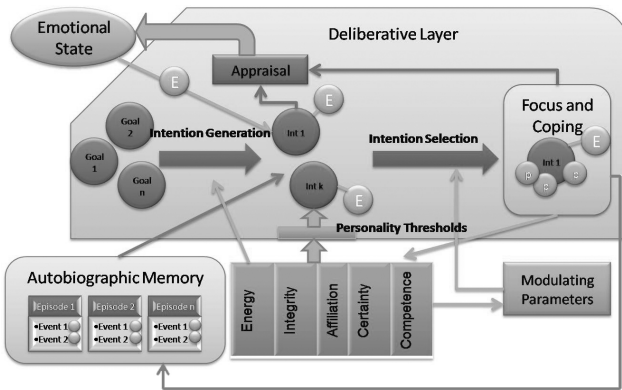 Emotional
State
Deliberative Layer
Appraisal
E
E
Focus and
Coping
Goal
2
Goal
1
Goal
n
Intention Generation
Int 1
Intention Selection
Int 1
E
p
p
Int k
E
Personality Thresholds
Autobiographic Memory
Episode 1
Episode 2
Episode n
•Event 1
•Event 2
•Event 1
•Event 2
•Event 1
•Event 2
Energy
Integrity
Affiliation
Certainty
Competence
Modulating
Parameters